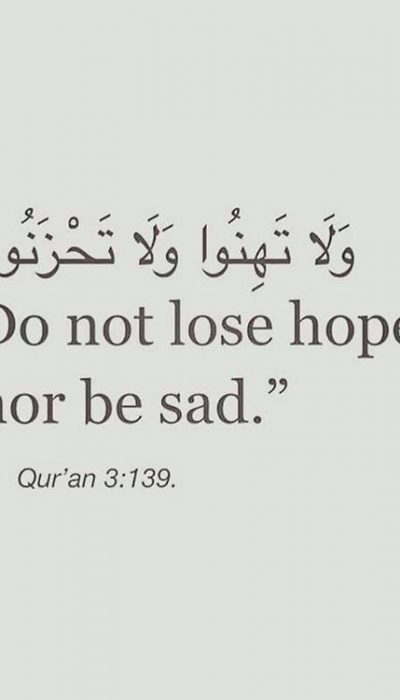 وَلَا تَهِنُوا وَلَا تَحْزَنُو
Do not lose hope
nor be sad.”
Qur’an 3:139.